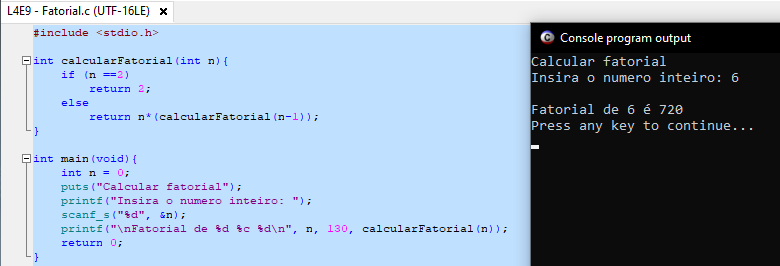 L4E9 - Fatorial.c (UTF-16LE)
#include <stdio.h>
int calcularFatorial(int n){
if (n ==2)
return 2;
else
return n*(calcularFatorial(n-1));
}
int main(void){
int n = 0;
puts("Calcular fatorial");
printf("Insira o numero inteiro: ");
scanf_s("%d", &n);
printf("\nFatorial de %d %c %d\n", n, 130, calcularFatorial(n));
return 0;
}
Console program output
Calcular fatorial
Insira o numero inteiro: 6
Fatorial de 6 é 720
Press any key to continue...